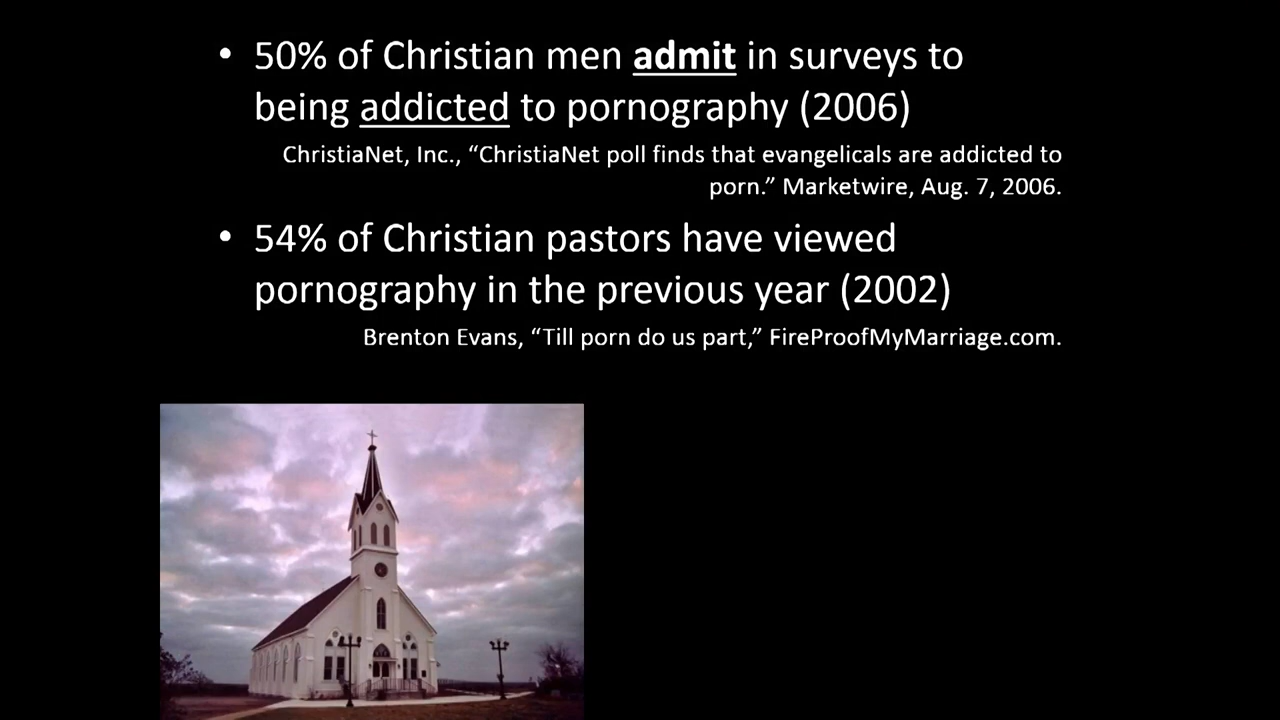 • 50% of Christian men admit in surveys to
being addicted to pornography (2006)
ChristiaNet, Inc., “ChristiaNet poll finds that evangelicals are addicted to
porn.” Marketwire, Aug. 7, 2006.
• 54% of Christian pastors have viewed
pornography in the previous year (2002)
Brenton Evans, “Till porn do us part,” FireProofMyMarriage.com.